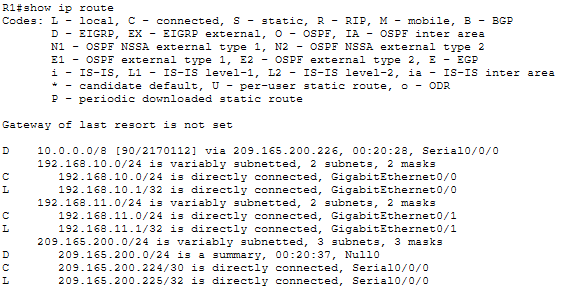 R1#show ip route
Codes: L - local, C - connected, S - static, R - RIP, M - mobile, B - BGP
       D - EIGRP, EX - EIGRP external, O - OSPF, IA - OSPF inter area
       N1 - OSPF NSSA external type 1, N2 - OSPF NSSA external type 2
       E1 - OSPF external type 1, E2 - OSPF external type 2, E - EGP
       i - IS-IS, L1 - IS-IS level-1, L2 - IS-IS level-2, ia - IS-IS inter area
       * - candidate default, U - per-user static route, o - ODR
       P - periodic downloaded static route
Gateway of last resort is not set
D    10.0.0.0/8 [90/2170112] via 209.165.200.226, 00:20:28, Serial0/0/0
     192.168.10.0/24 is variably subnetted, 2 subnets, 2 masks
C       192.168.10.0/24 is directly connected, GigabitEthernet0/0
L       192.168.10.1/32 is directly connected, GigabitEthernet0/0
     192.168.11.0/24 is variably subnetted, 2 subnets, 2 masks
C       192.168.11.0/24 is directly connected, GigabitEthernet0/1
L       192.168.11.1/32 is directly connected, GigabitEthernet0/1
     209.165.200.0/24 is variably subnetted, 3 subnets, 3 masks
D       209.165.200.0/24 is a summary, 00:20:37, Null0
C       209.165.200.224/30 is directly connected, Serial0/0/0
L       209.165.200.225/32 is directly connected, Serial0/0/0